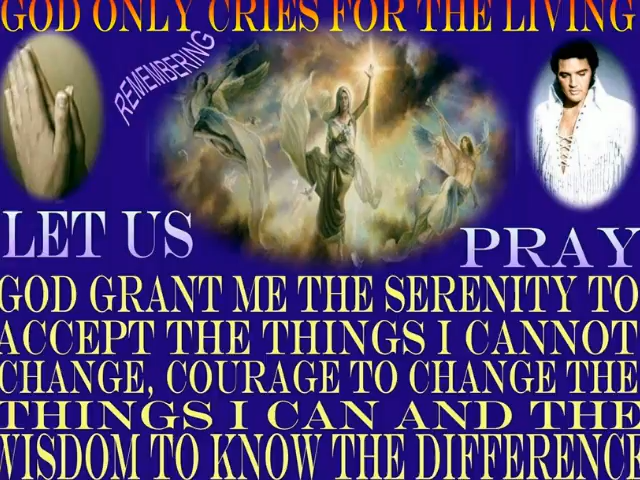 GOD ONLY CRIES FOR THE LIVING
REMEMBERING
LET US
PRAY
GOD GRANT ME THE SERENITY TO
ACCEPT THE THINGS I CANNOT
CHANGE, COURAGE TO CHANGE THE
THINGS I CAN AND THE
WISDOM TO KNOW THE DIFFERENCE